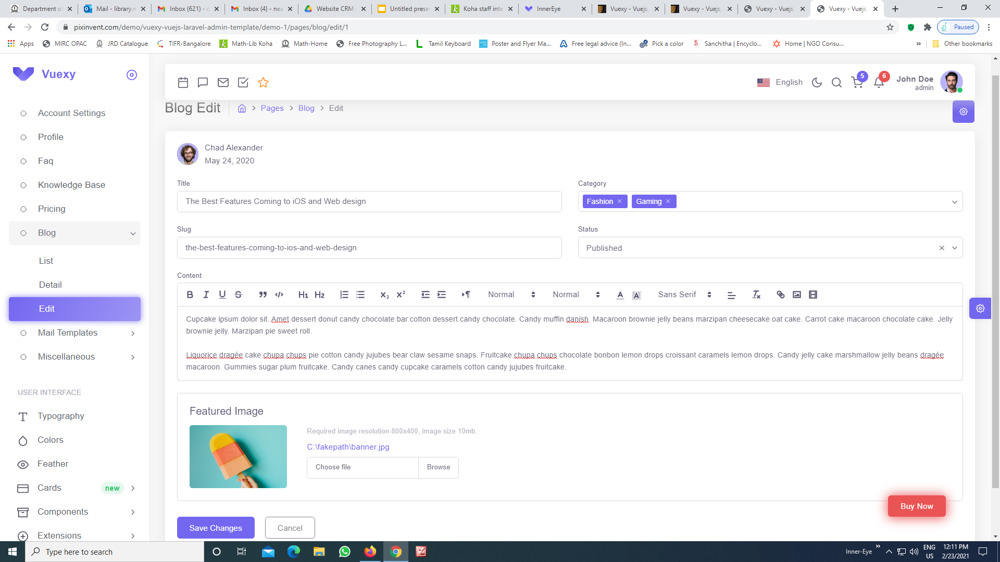 Department of
Mail - library.m
Inbox (621) - c
Inbox (4) - nea
Website CRM -
Untitled prese
Koha staff inte
InnerEye
Vuexy - Vuejs,
Vuexy - Vuejs,
Vuexy - Vuejs,
Vuexy - Vuejs,
pixinvent.com/demo/vuexy-vuejs-laravel-admin-template/demo-1/pages/blog/edit/1
Paused
Apps
MIRC OPAC
JRD Catalogue
TIFR-Bangalore
Math-Lib Koha
Math-Home
Free Photography L...
Tamil Keyboard
Poster and Flyer Ma...
Free legal advice (In...
Pick a color
Sanchitha | Encyclo...
Home | NGO Consu...
»
Other bookmarks
Vuexy
English
5
6
John Doe
admin
Blog Edit
Pages
Blog
Edit
Account Settings
Profile
Faq
Knowledge Base
Pricing
Blog
List
Detail
Edit
Mail Templates
Miscellaneous
USER INTERFACE
Typography
Colors
Feather
Cards
new
Components
Extensions
Chad Alexander
May 24, 2020
Title
The Best Features Coming to iOS and Web design
Category
Fashion ×
Gaming ×
Slug
the-best-features-coming-to-ios-and-web-design
Status
Published
Content
Normal
Normal
Sans Serif
Cupcake ipsum dolor sit. Amet dessert donut candy chocolate bar cotton dessert candy chocolate. Candy muffin danish. Macaroon brownie jelly beans marzipan cheesecake oat cake. Carrot cake macaroon chocolate cake. Jelly
brownie jelly. Marzipan pie sweet roll.
Liquorice dragée cake chupa chups pie cotton candy jujubes bear claw sesame snaps. Fruitcake chupa chups chocolate bonbon lemon drops croissant caramels lemon drops. Candy jelly cake marshmallow jelly beans dragée
macaroon. Gummies sugar plum fruitcake. Candy canes candy cupcake caramels cotton candy jujubes fruitcake.
Featured Image
Required image resolution 800x400, image size 10mb.
C:\fakepath\banner.jpg
Choose file
Browse
Buy Now
Save Changes
Cancel
Type here to search
Inner-Eye
»
ENG
US
12:11 PM
2/23/2021